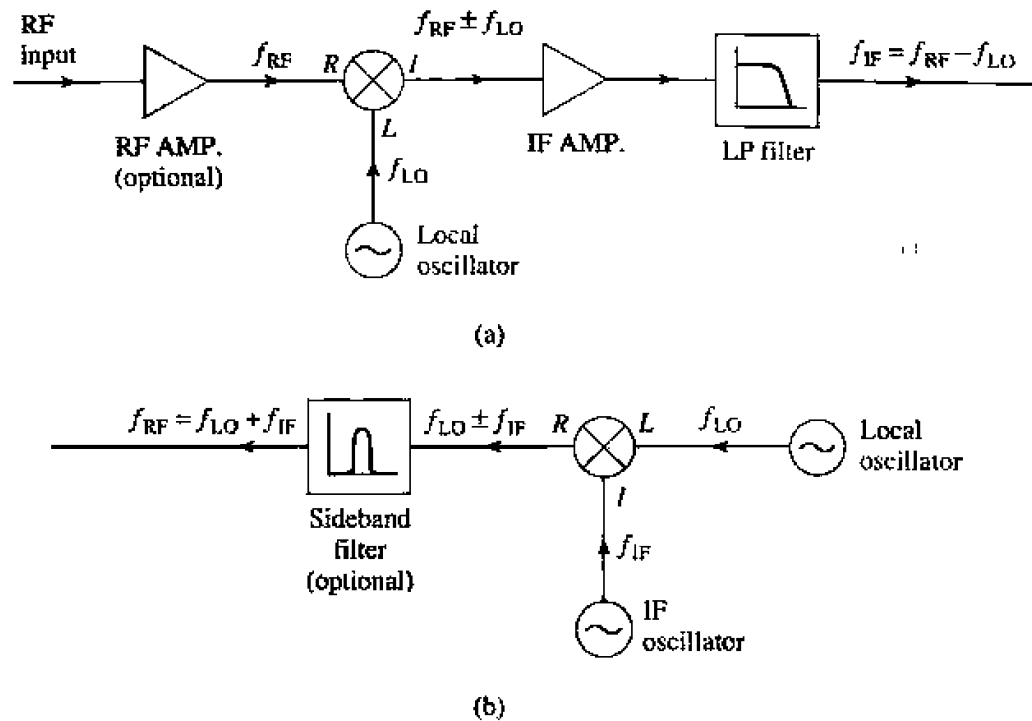 RF
input
f_RF
R
I
f_RF ± f_LO
f_IF = f_RF − f_LO
L
RF AMP.
(optional)
IF AMP.
LP filter
f_LO
Local
oscillator
(a)
f_RF = f_LO + f_IF
f_LO ± f_IF
R
L
f_LO
Local
oscillator
I
Sideband
filter
(optional)
f_IF
IF
oscillator
(b)